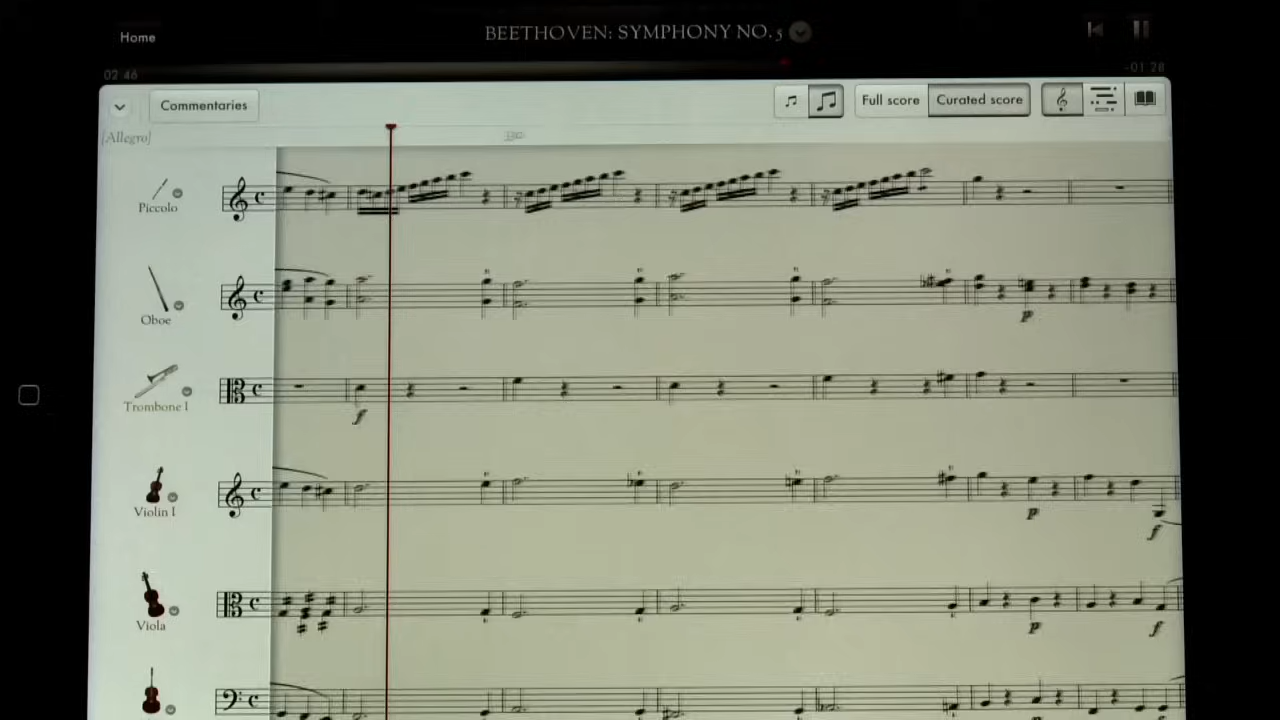 Home
BEETHOVEN: SYMPHONY NO. 5
02:46
-01:28
Commentaries
Full score
Curated score
[Allegro]
Piccolo
Oboe
p
Trombone I
f
Violin I
p
f
Viola
p
f